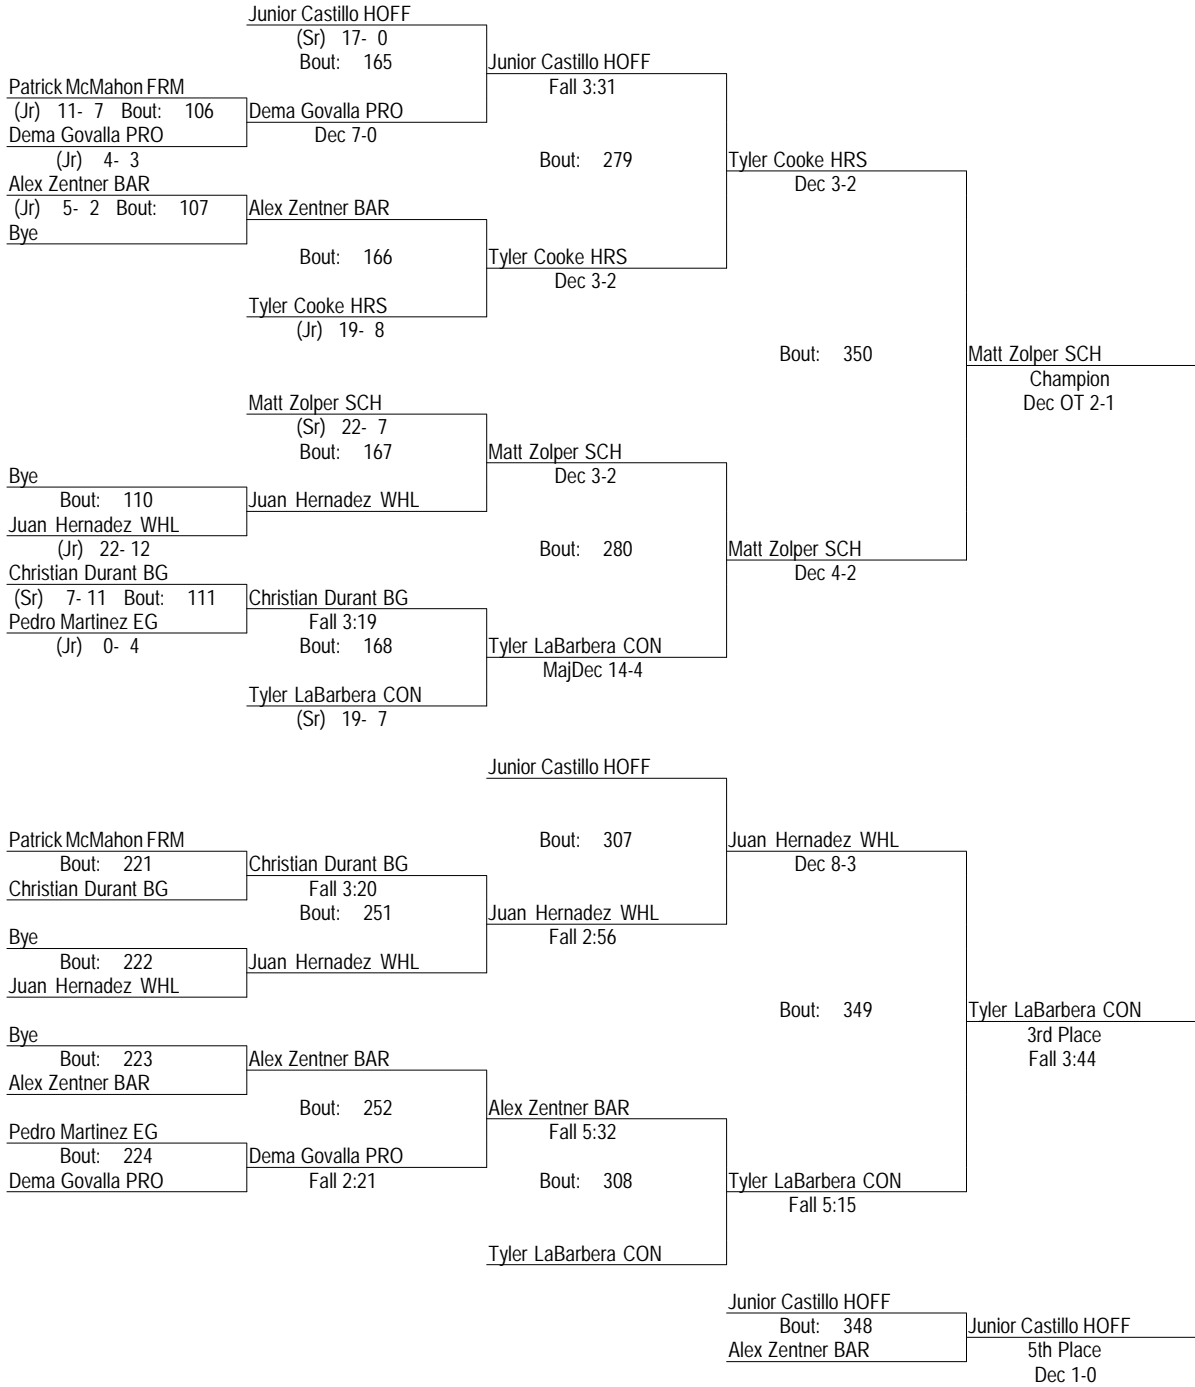 Junior Castillo HOFF
(Sr) 17- 0
Bout: 165
Junior Castillo HOFF
Fall 3:31
Patrick McMahon FRM
(Jr) 11- 7 Bout: 106
Dema Govalla PRO
Dema Govalla PRO
Dec 7-0
(Jr) 4- 3
Bout: 279
Tyler Cooke HRS
Dec 3-2
Alex Zentner BAR
(Jr) 5- 2 Bout: 107
Alex Zentner BAR
Bye
Bout: 166
Tyler Cooke HRS
Dec 3-2
Tyler Cooke HRS
(Jr) 19- 8
Bout: 350
Matt Zolper SCH
Champion
Dec OT 2-1
Matt Zolper SCH
(Sr) 22- 7
Bout: 167
Matt Zolper SCH
Dec 3-2
Bye
Bout: 110
Juan Hernadez WHL
Juan Hernadez WHL
(Jr) 22- 12
Bout: 280
Matt Zolper SCH
Dec 4-2
Christian Durant BG
(Sr) 7- 11 Bout: 111
Christian Durant BG
Pedro Martinez EG
Fall 3:19
(Jr) 0- 4
Bout: 168
Tyler LaBarbera CON
MajDec 14-4
Tyler LaBarbera CON
(Sr) 19- 7
Junior Castillo HOFF
Patrick McMahon FRM
Bout: 307
Juan Hernadez WHL
Bout: 221
Christian Durant BG
Dec 8-3
Christian Durant BG
Fall 3:20
Bout: 251
Juan Hernadez WHL
Bye
Fall 2:56
Bout: 222
Juan Hernadez WHL
Juan Hernadez WHL
Bout: 349
Tyler LaBarbera CON
3rd Place
Fall 3:44
Bye
Bout: 223
Alex Zentner BAR
Alex Zentner BAR
Bout: 252
Alex Zentner BAR
Pedro Martinez EG
Fall 5:32
Bout: 224
Dema Govalla PRO
Dema Govalla PRO
Fall 2:21
Bout: 308
Tyler LaBarbera CON
Fall 5:15
Tyler LaBarbera CON
Junior Castillo HOFF
Bout: 348
Junior Castillo HOFF
Alex Zentner BAR
5th Place
Dec 1-0